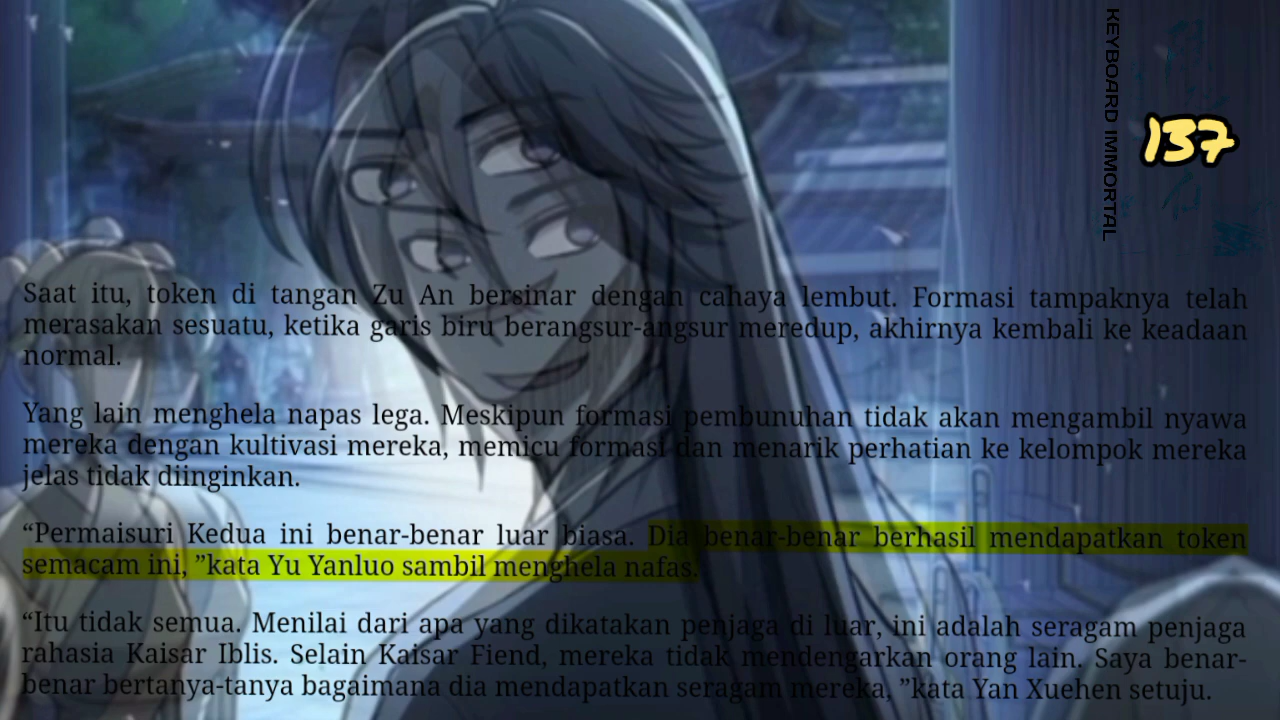 KEYBOARD IMMORTAL
137
Saat itu, token di tangan Zu An bersinar dengan cahaya lembut. Formasi tampaknya telah
merasakan sesuatu, ketika garis biru berangsur-angsur meredup, akhirnya kembali ke keadaan
normal.
Yang lain menghela napas lega. Meskipun formasi pembunuhan tidak akan mengambil nyawa
mereka dengan kultivasi mereka, memicu formasi dan menarik perhatian ke kelompok mereka
jelas tidak diinginkan.
“Permaisuri Kedua ini benar-benar luar biasa. Dia benar-benar berhasil mendapatkan token
semacam ini, ”kata Yu Yanluo sambil menghela nafas.
“Itu tidak semua. Menilai dari apa yang dikatakan penjaga di luar, ini adalah seragam penjaga
rahasia Kaisar Iblis. Selain Kaisar Fiend, mereka tidak mendengarkan orang lain. Saya benar-
benar bertanya-tanya bagaimana dia mendapatkan seragam mereka, ”kata Yan Xuehen setuju.